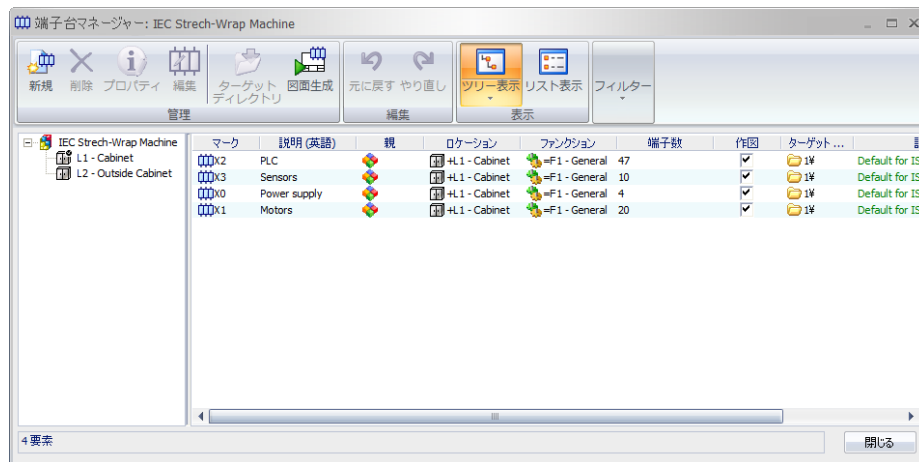 端子台マネージャー: IEC Strech-Wrap Machine
新規 削除 プロパティ 編集 ターゲット ディレクトリ 図面生成 元に戻す やり直し ツリー表示 リスト表示 フィルター
管理 編集 表示
IEC Strech-Wrap Machine
L1 - Cabinet
L2 - Outside Cabinet
マーク 説明 (英語) 親 ロケーション ファンクション 端子数 作図 ターゲット ...
X2 PLC +L1 - Cabinet =F1 - General 47 1¥ Default for IS
X3 Sensors +L1 - Cabinet =F1 - General 10 1¥ Default for IS
X0 Power supply +L1 - Cabinet =F1 - General 4 1¥ Default for IS
X1 Motors +L1 - Cabinet =F1 - General 20 1¥ Default for IS
4 要素
閉じる